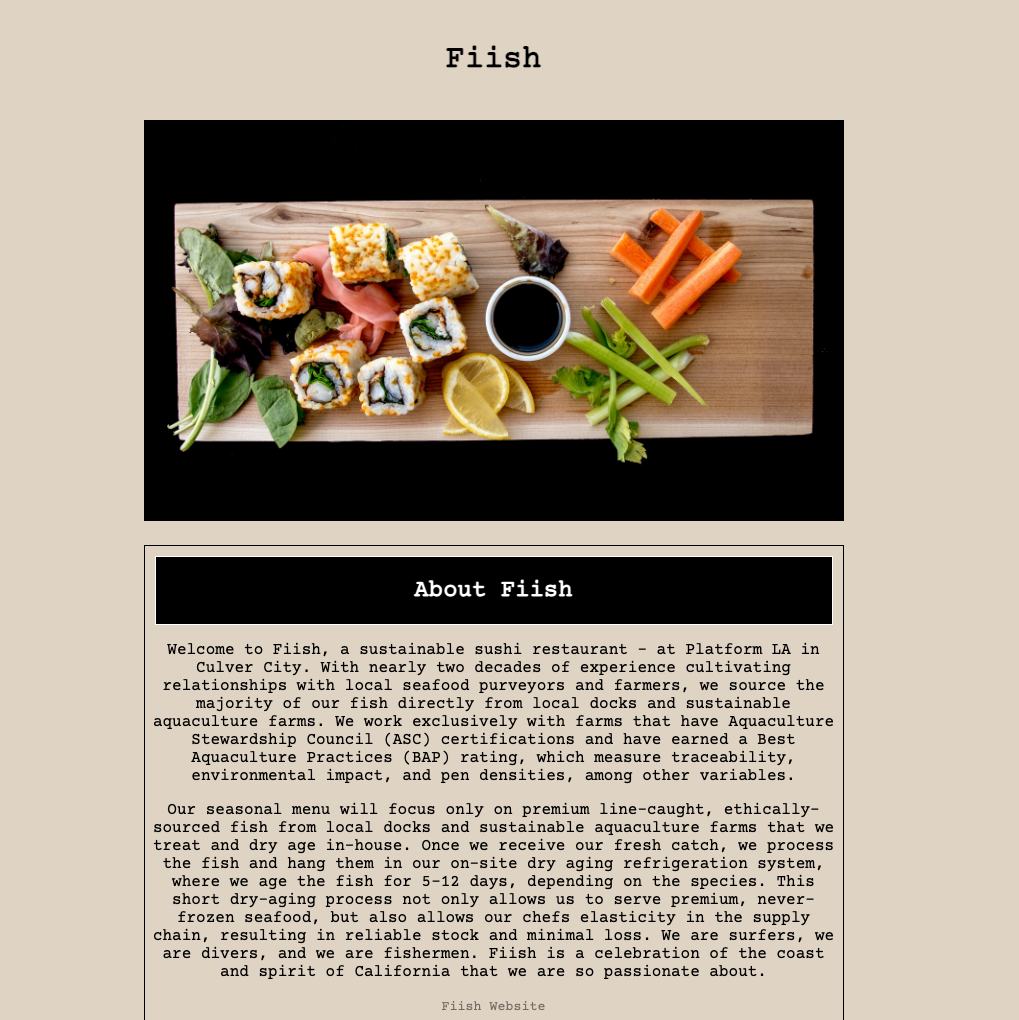 Fiish
About Fiish
Welcome to Fiish, a sustainable sushi restaurant - at Platform LA in
Culver City. With nearly two decades of experience cultivating
relationships with local seafood purveyors and farmers, we source the
majority of our fish directly from local docks and sustainable
aquaculture farms. We work exclusively with farms that have Aquaculture
Stewardship Council (ASC) certifications and have earned a Best
Aquaculture Practices (BAP) rating, which measure traceability,
environmental impact, and pen densities, among other variables.
Our seasonal menu will focus only on premium line-caught, ethically-
sourced fish from local docks and sustainable aquaculture farms that we
treat and dry age in-house. Once we receive our fresh catch, we process
the fish and hang them in our on-site dry aging refrigeration system,
where we age the fish for 5-12 days, depending on the species. This
short dry-aging process not only allows us to serve premium, never-
frozen seafood, but also allows our chefs elasticity in the supply
chain, resulting in reliable stock and minimal loss. We are surfers, we
are divers, and we are fishermen. Fiish is a celebration of the coast
and spirit of California that we are so passionate about.
Fiish Website